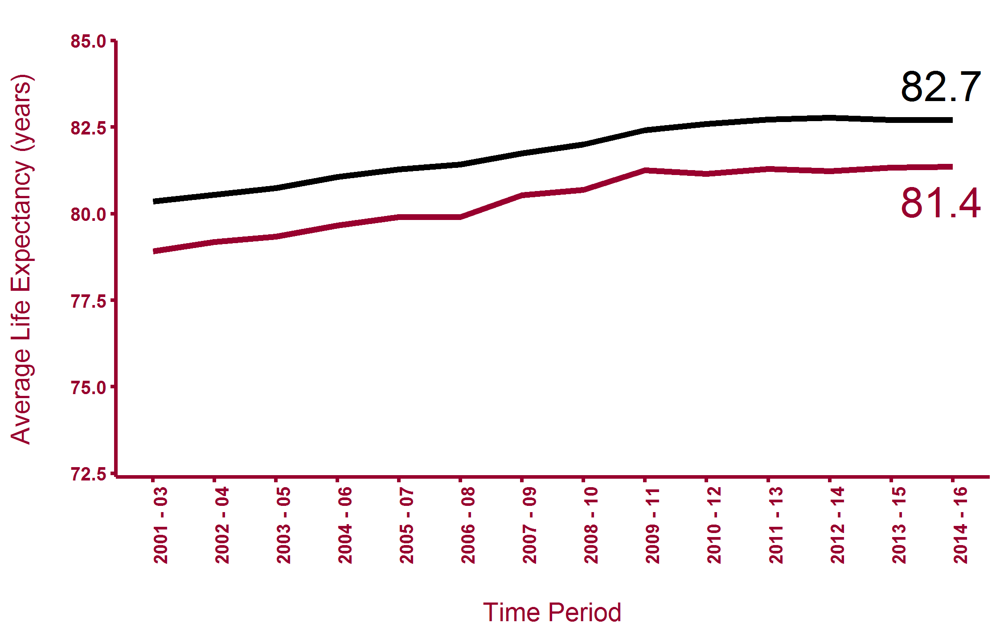 Average Life Expectancy (years)
85.0
82.5
80.0
77.5
75.0
72.5
82.7
81.4
2001 - 03
2002 - 04
2003 - 05
2004 - 06
2005 - 07
2006 - 08
2007 - 09
2008 - 10
2009 - 11
2010 - 12
2011 - 13
2012 - 14
2013 - 15
2014 - 16
Time Period